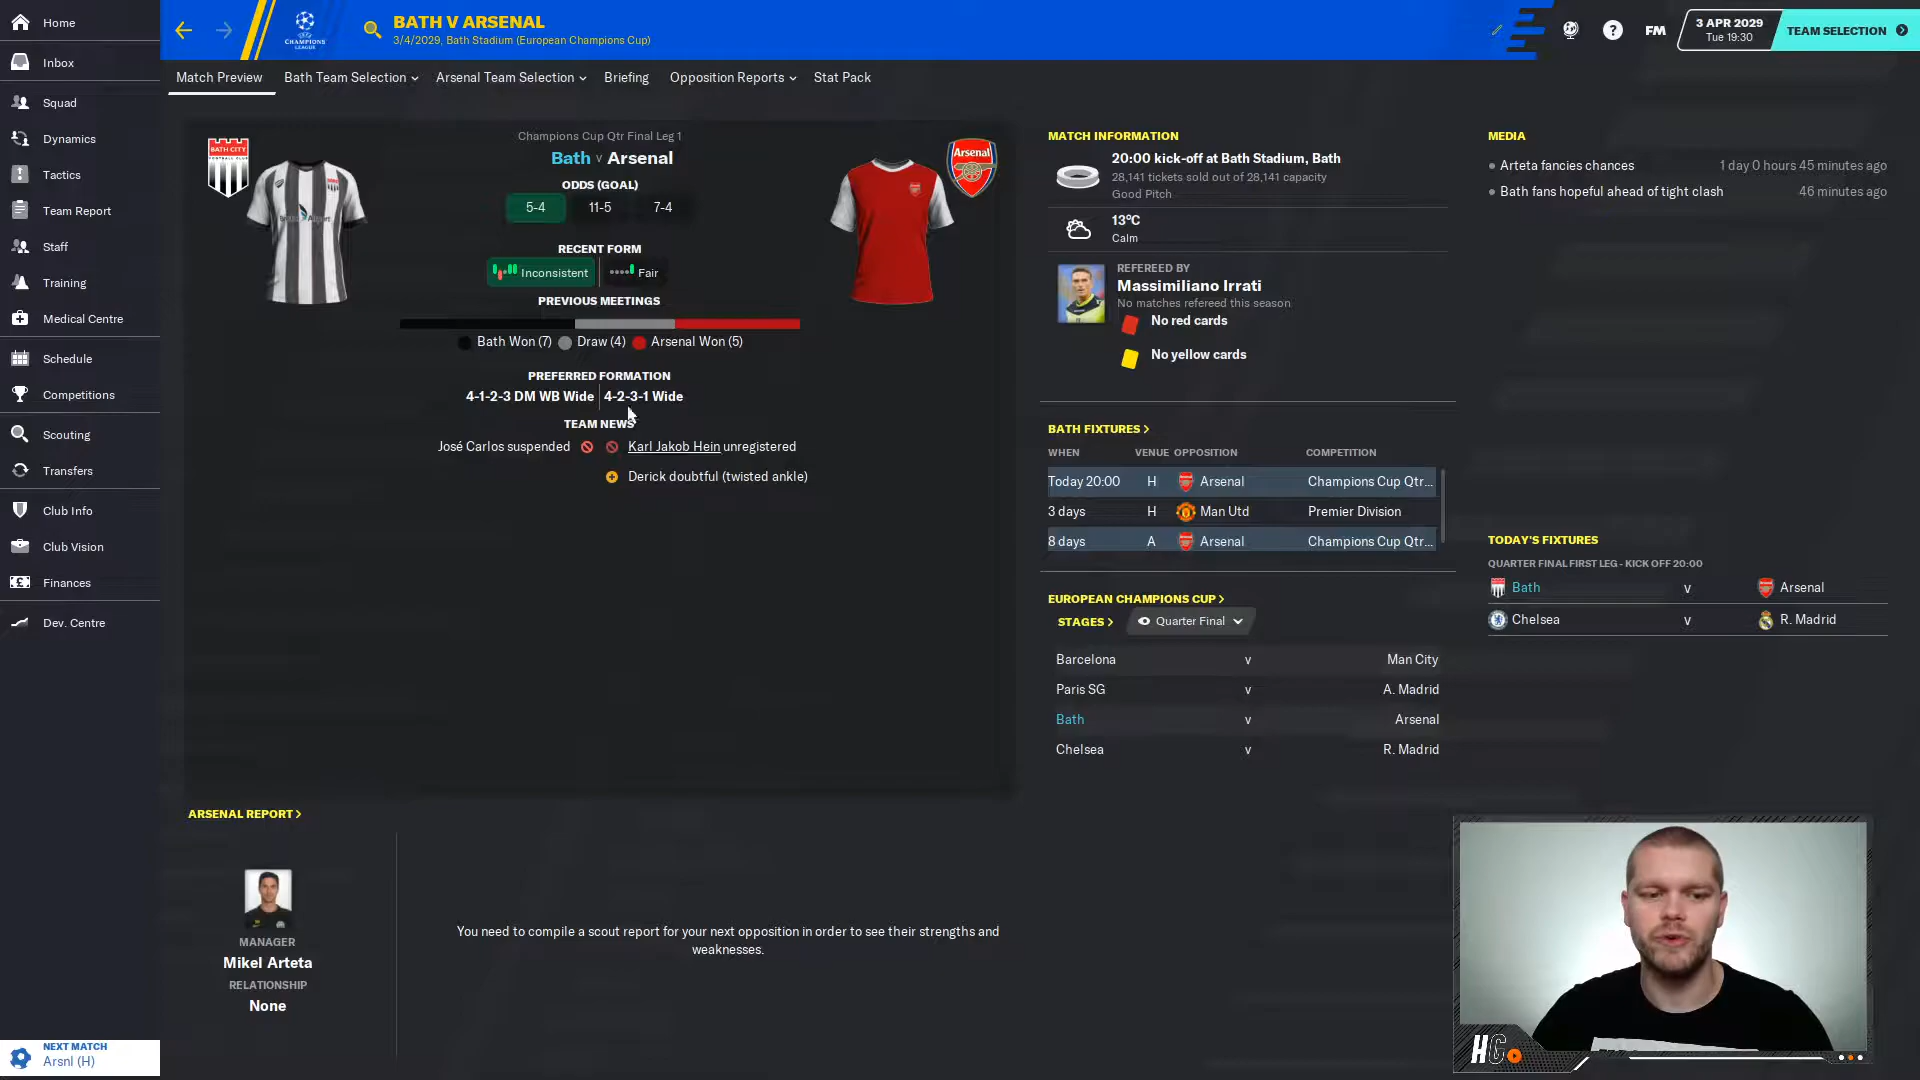 Home
Inbox
Squad
Dynamics
Tactics
Team Report
Staff
Training
Medical Centre
Schedule
Competitions
Scouting
Transfers
Club Info
Club Vision
Finances
Dev. Centre
NEXT MATCH
Arsnl (H)
CHAMPIONS
LEAGUE
BATH V ARSENAL
3/4/2029, Bath Stadium (European Champions Cup)
?
FM
3 APR 2029
Tue 19:30
TEAM SELECTION
Match Preview Bath Team Selection Arsenal Team Selection Briefing Opposition Reports Stat Pack
BATH CITY
Arsenal
Champions Cup Qtr Final Leg 1
Bath v Arsenal
ODDS (GOAL)
5-4 11-5 7-4
RECENT FORM
Inconsistent Fair
PREVIOUS MEETINGS
Bath Won (7) Draw (4) Arsenal Won (5)
PREFERRED FORMATION
4-1-2-3 DM WB Wide 4-2-3-1 Wide
TEAM NEWS
José Carlos suspended Karl Jakob Hein unregistered
Derick doubtful (twisted ankle)
ARSENAL REPORT >
MANAGER
Mikel Arteta
RELATIONSHIP
None
You need to compile a scout report for your next opposition in order to see their strengths and
weaknesses.
MATCH INFORMATION
20:00 kick-off at Bath Stadium, Bath
28,141 tickets sold out of 28,141 capacity
Good Pitch
13°C
Calm
REFEREED BY
Massimiliano Irrati
No matches refereed this season
No red cards
No yellow cards
BATH FIXTURES >
WHEN VENUE OPPOSITION COMPETITION
Today 20:00 H Arsenal Champions Cup Qtr...
3 days H Man Utd Premier Division
8 days A Arsenal Champions Cup Qtr...
EUROPEAN CHAMPIONS CUP >
STAGES > Quarter Final
Barcelona v Man City
Paris SG v A. Madrid
Bath v Arsenal
Chelsea v R. Madrid
MEDIA
Arteta fancies chances 1 day 0 hours 45 minutes ago
Bath fans hopeful ahead of tight clash 46 minutes ago
TODAY'S FIXTURES
QUARTER FINAL FIRST LEG - KICK OFF 20:00
Bath v Arsenal
Chelsea v R. Madrid
HG